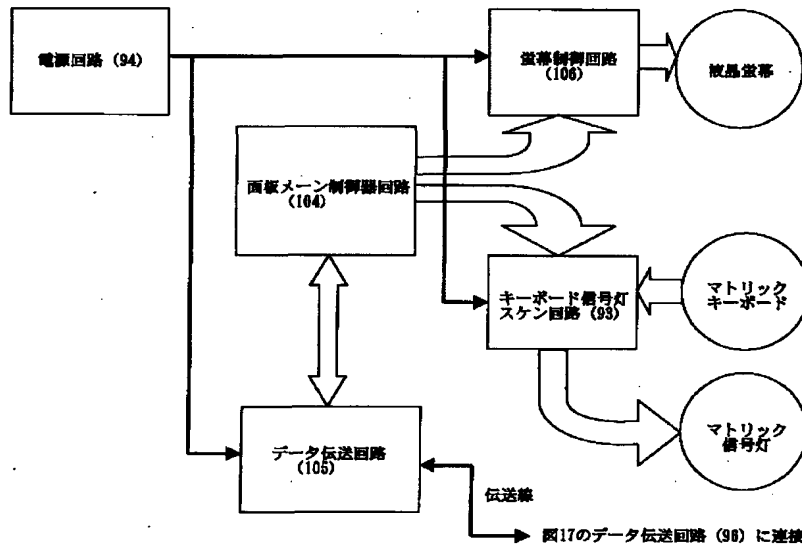 電源回路 (94)
螢幕制御回路
(106)
液晶螢幕
面板メーン制御器回路
(104)
キーボード信号灯
スケン回路 (93)
マトリック
キーボード
マトリック
信号灯
データ伝送回路
(105)
伝送線
図17のデータ伝送回路 (96) に連接